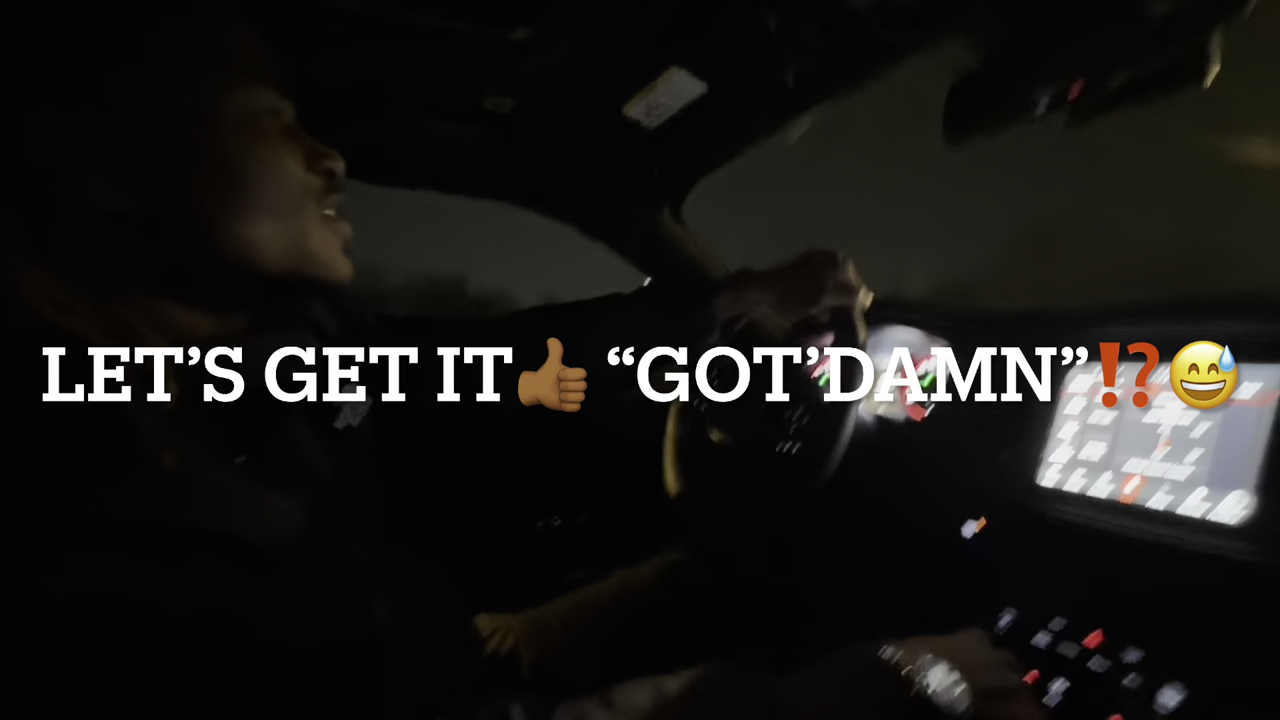 LET’S GET IT👍🏾 “GOT’DAMN”⁉️😅